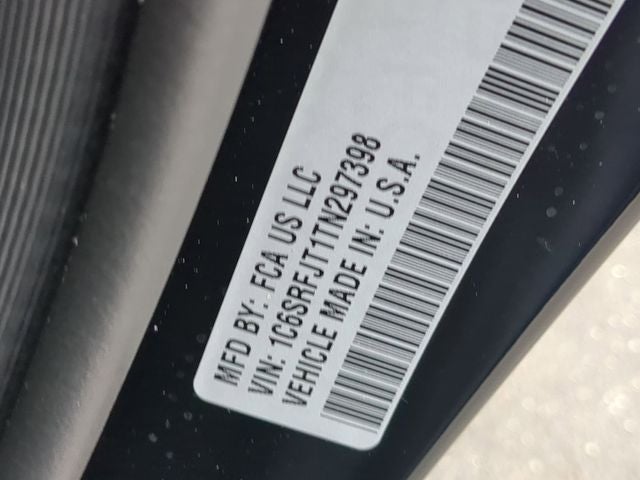 MFD BY: FCA US LLC
VIN: 1C6SRFJT1TN297398
VEHICLE MADE IN: U.S.A.